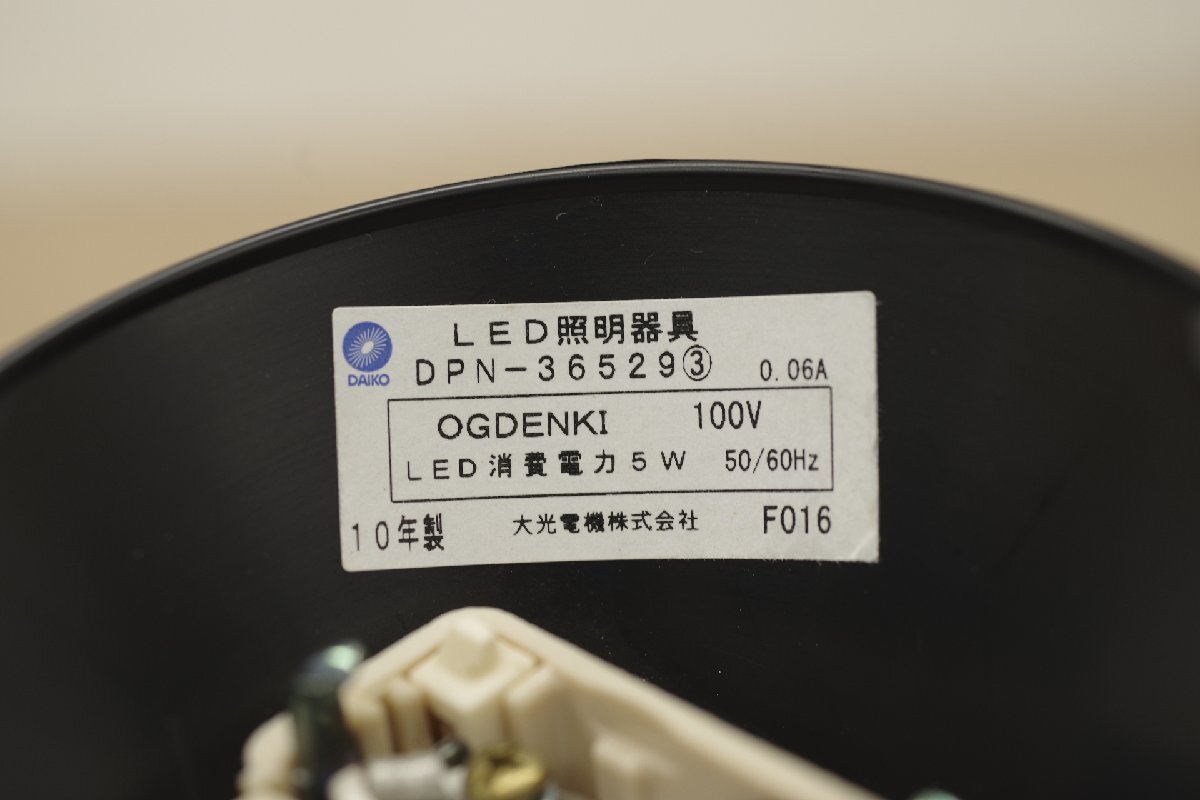 LED照明器具
DAIKO
DPN-36529③ 0.06A
OGDENKI 100V
LED消費電力5W 50/60Hz
10年製 大光電機株式会社 F016